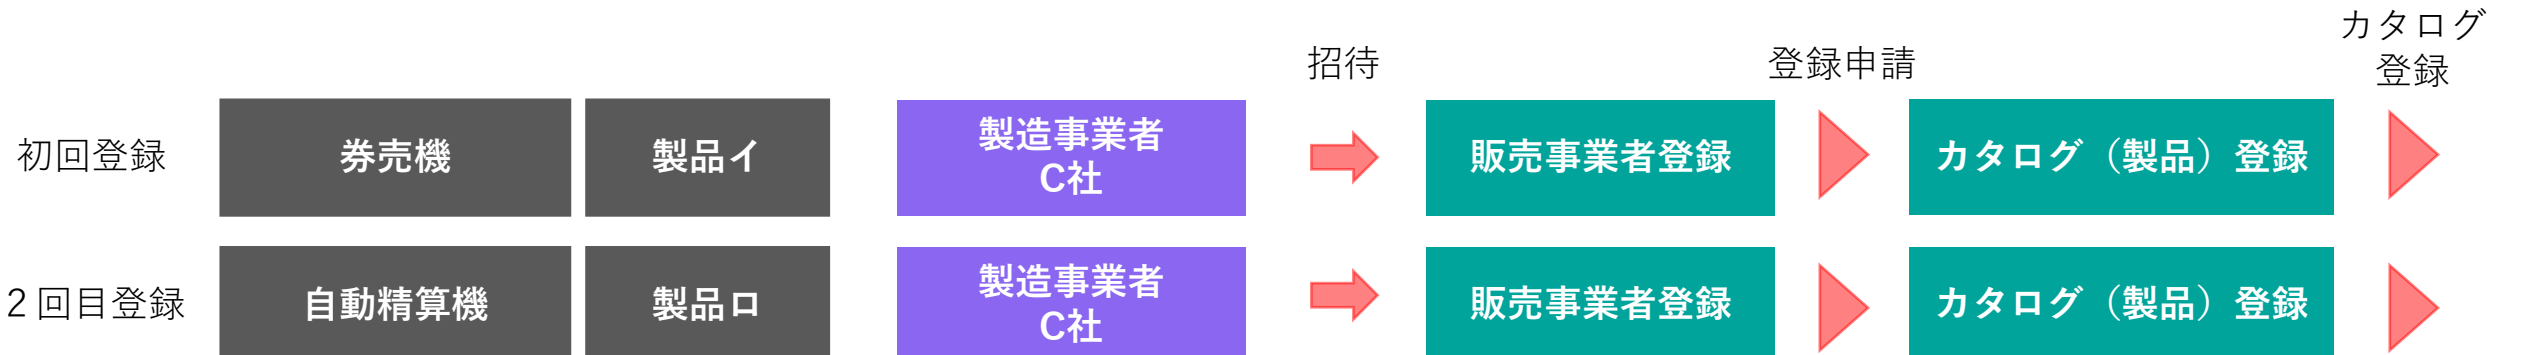 カタログ
登録
招待
登録申請
初回登録
券売機
製品イ
製造事業者
C社
販売事業者登録
カタログ（製品）登録
２回目登録
自動精算機
製品ロ
製造事業者
C社
販売事業者登録
カタログ（製品）登録